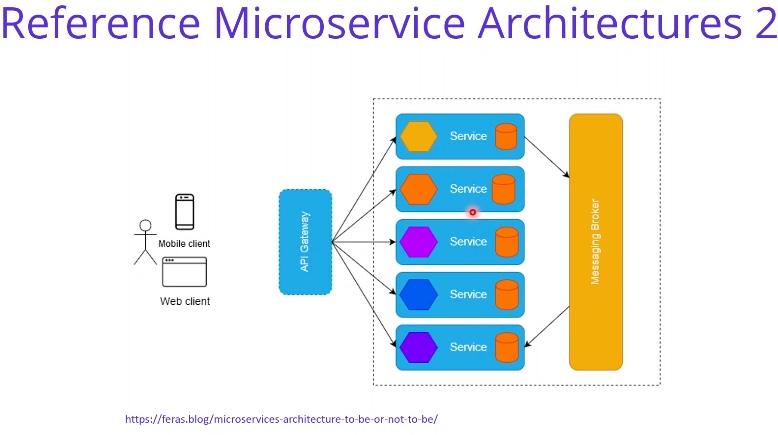 Reference Microservice Architectures 2
Service
Service
Service
Service
Service
API Gateway
Messaging Broker
Mobile client
Web client
https://feras.blog/microservices-architecture-to-be-or-not-to-be/